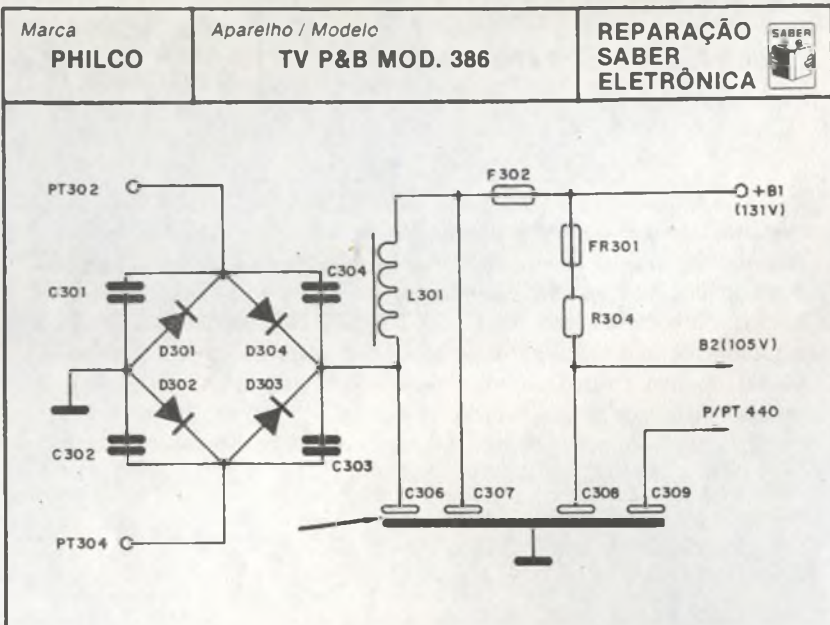 Marca
PHILCO
Aparelho / Modelo
TV P&B MOD. 386
REPARAÇÃO
SABER
ELETRÔNICA
SABER
PT302
F302
+B1
(131V)
FR301
C301
C304
L301
R304
D301
D304
B2(105V)
D302
D303
P/PT 440
C302
C303
C306
C307
C308
C309
PT304